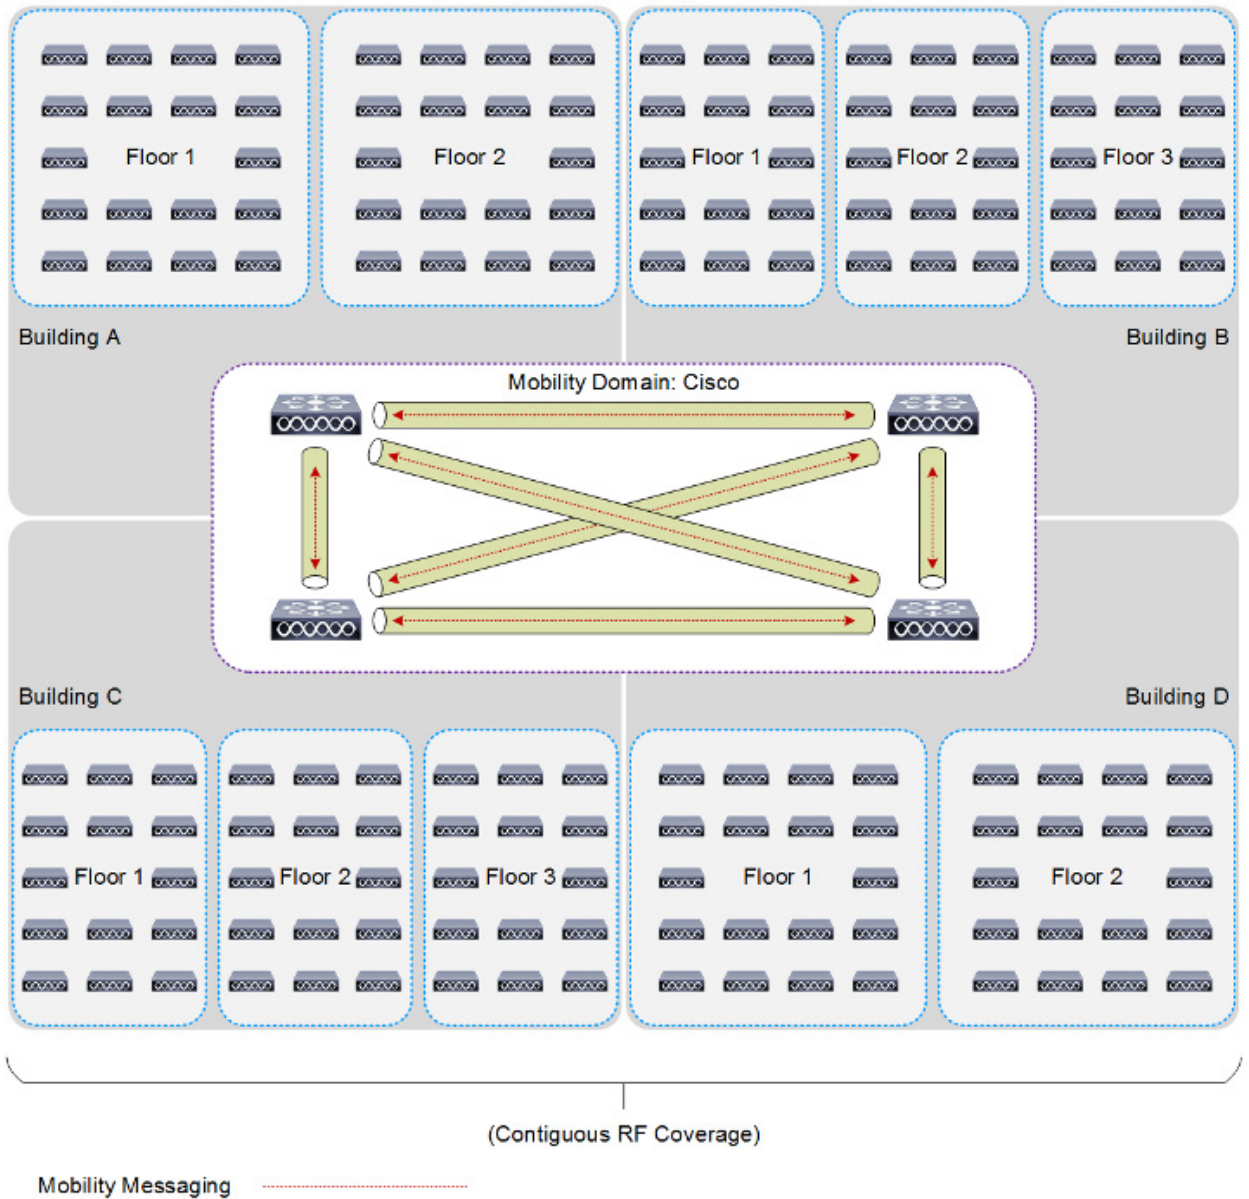 Floor 1
Floor 2
Floor 1
Floor 2
Floor 3
Building A
Building B
Mobility Domain: Cisco
Building C
Building D
Floor 1
Floor 2
Floor 3
Floor 1
Floor 2
(Contiguous RF Coverage)
Mobility Messaging